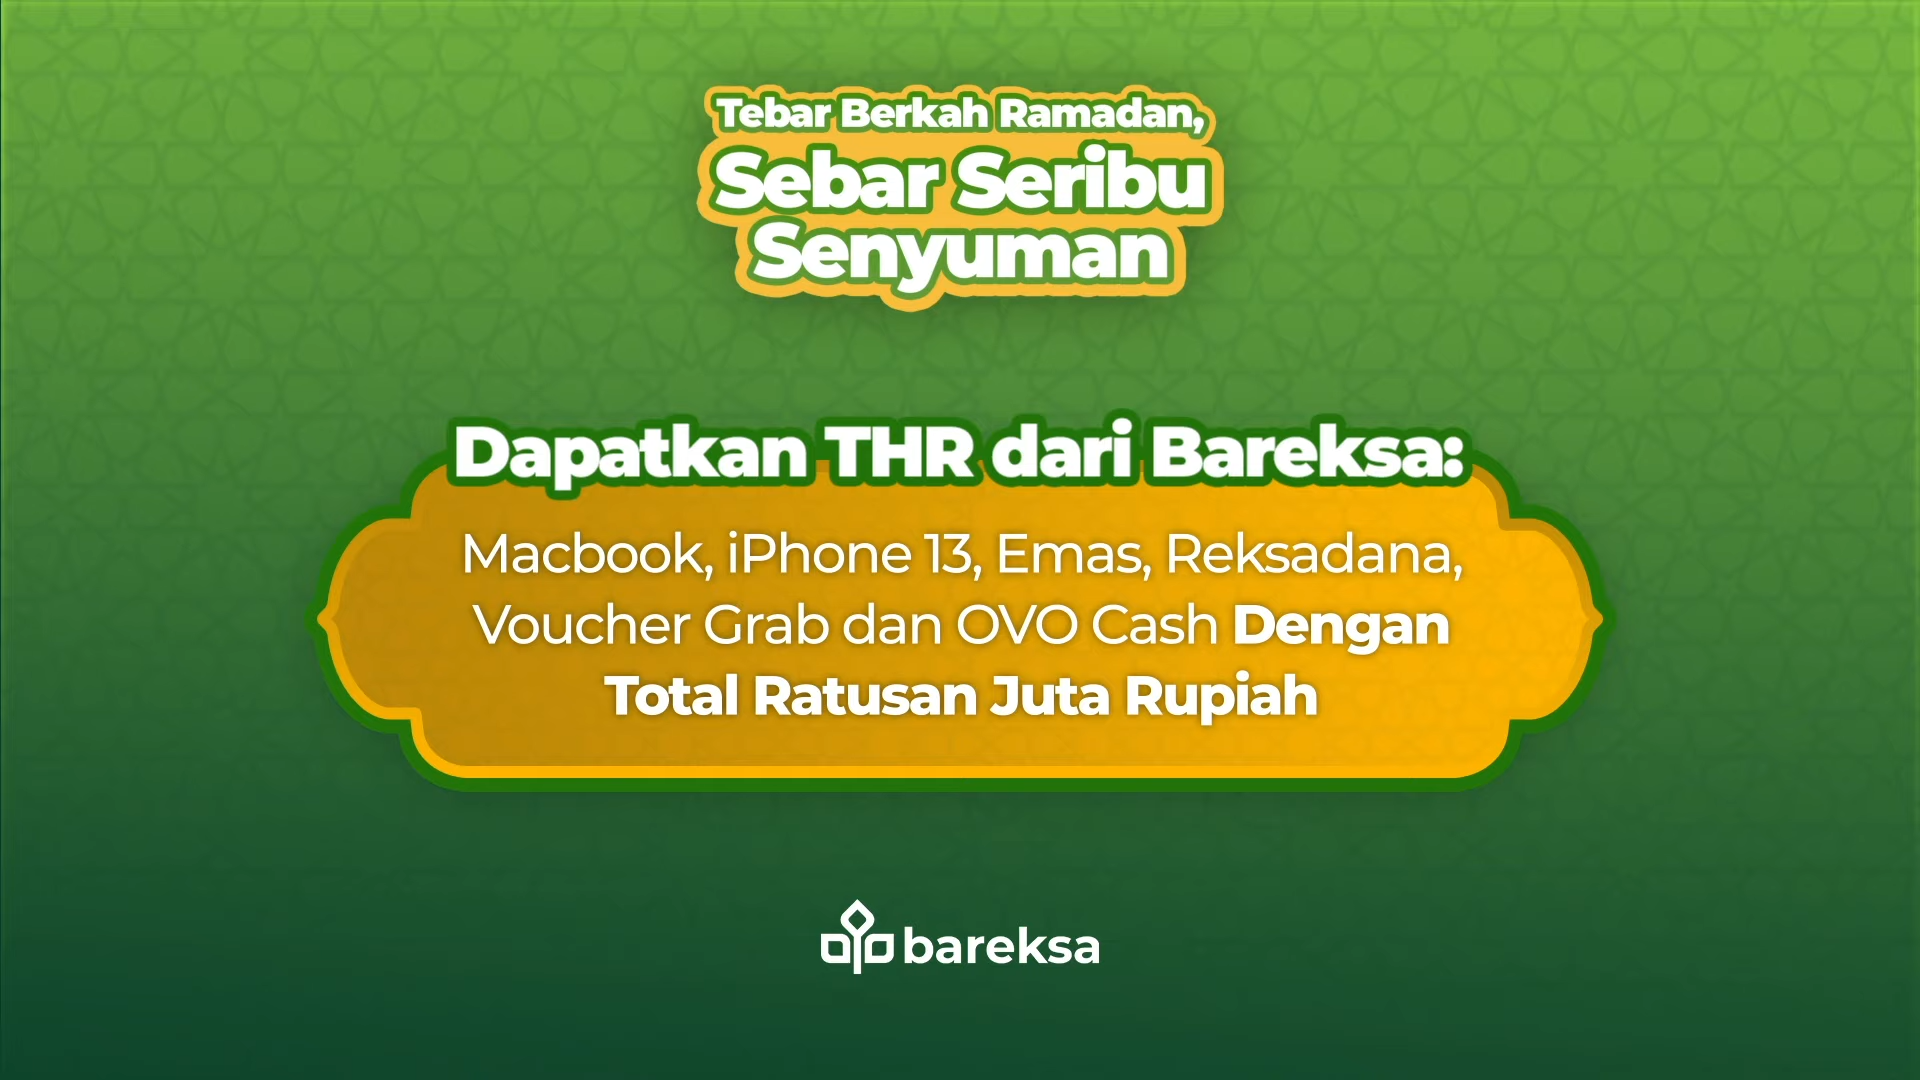 Tebar Berkah Ramadan,
Sebar Seribu
Senyuman
Dapatkan THR dari Bareksa:
Macbook, iPhone 13, Emas, Reksadana,
Voucher Grab dan OVO Cash Dengan
Total Ratusan Juta Rupiah
bareksa